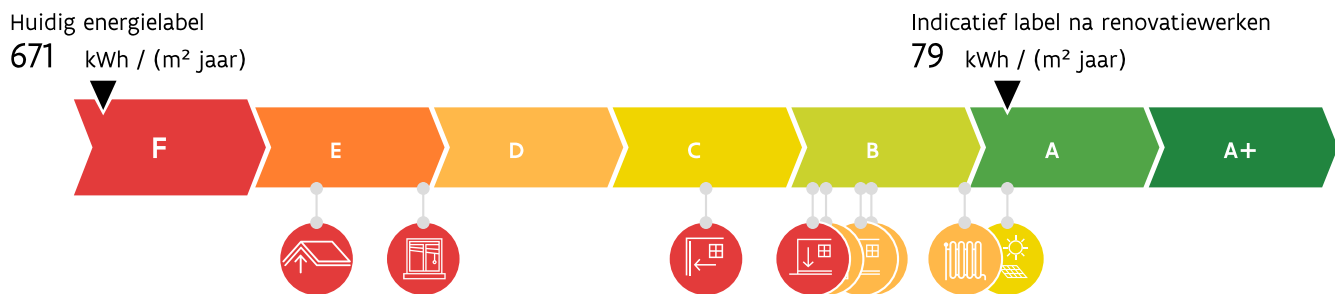 Huidig energielabel
671 kWh / (m² jaar)
Indicatief label na renovatiewerken
79 kWh / (m² jaar)
F E D C B A A+